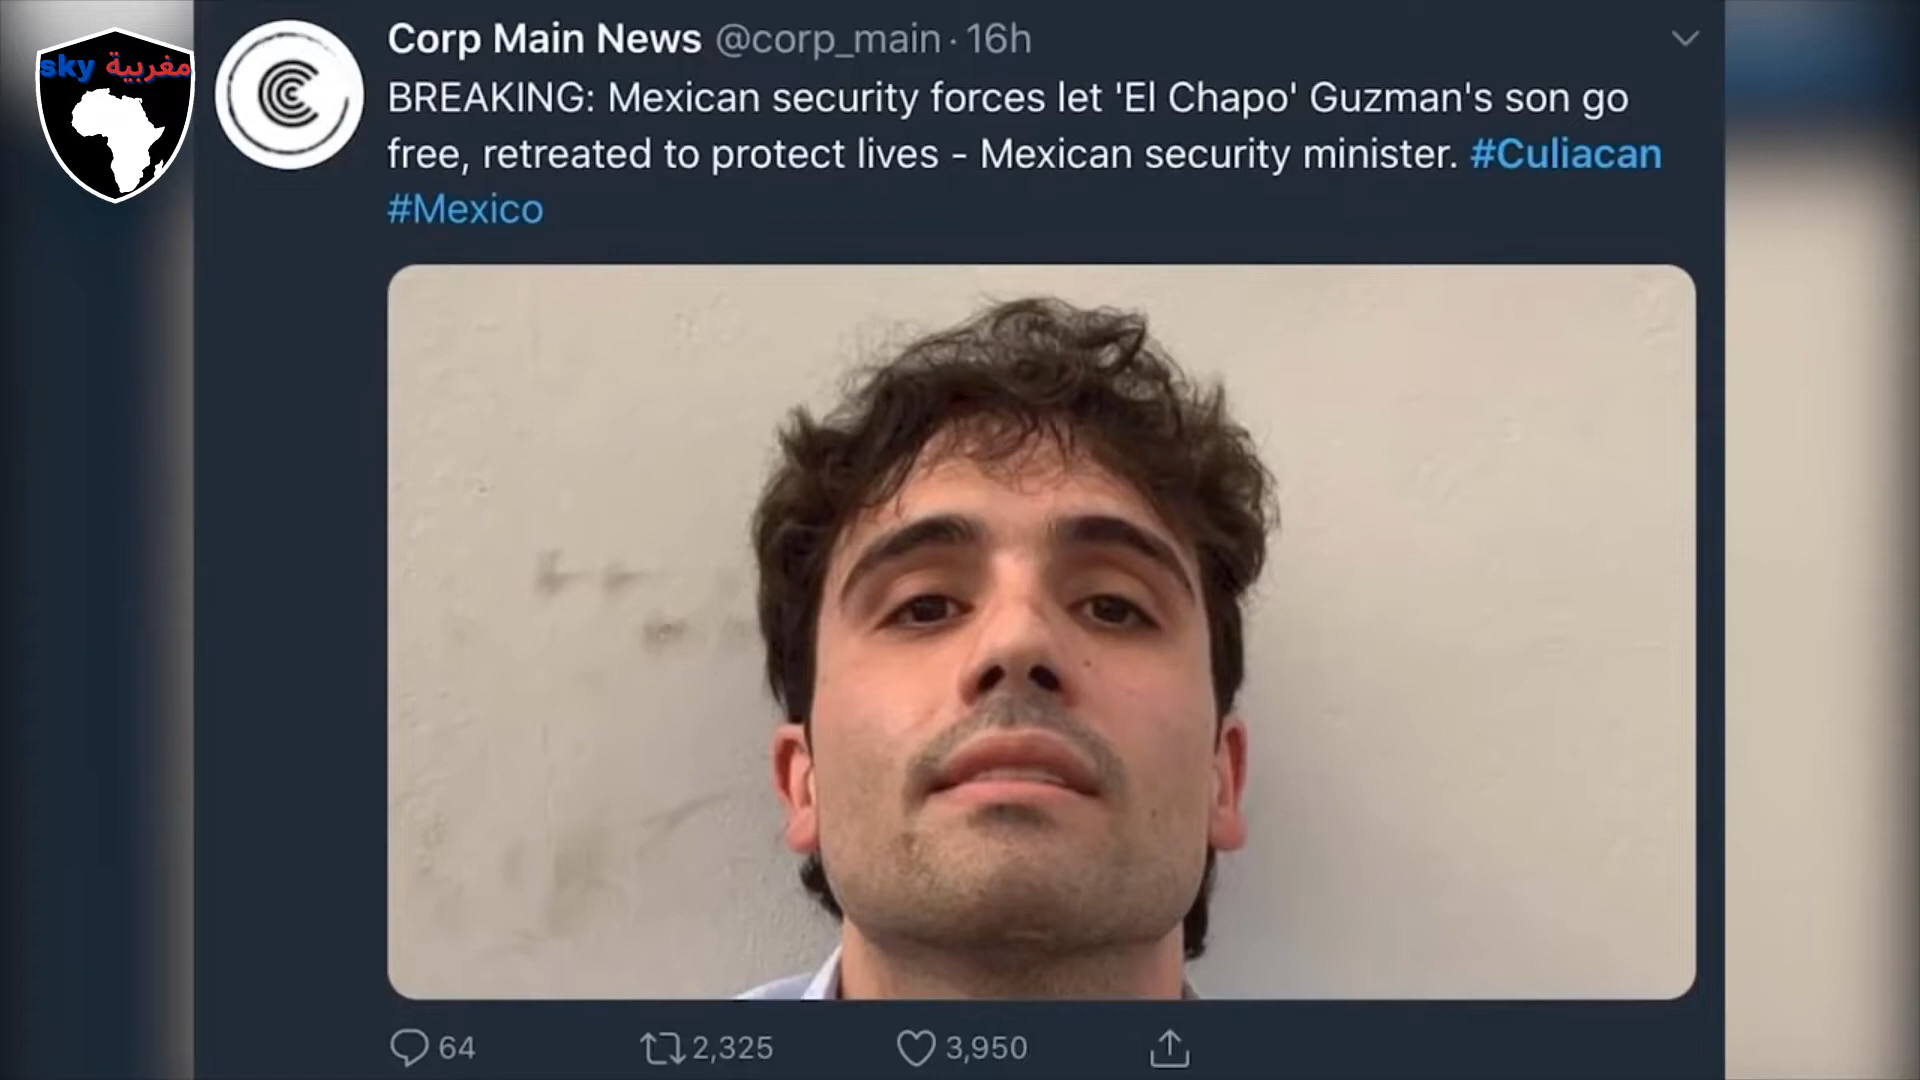 sky مغربية
Corp Main News @corp_main · 16h
BREAKING: Mexican security forces let 'El Chapo' Guzman's son go
free, retreated to protect lives - Mexican security minister. #Culiacan
#Mexico
64 2,325 3,950